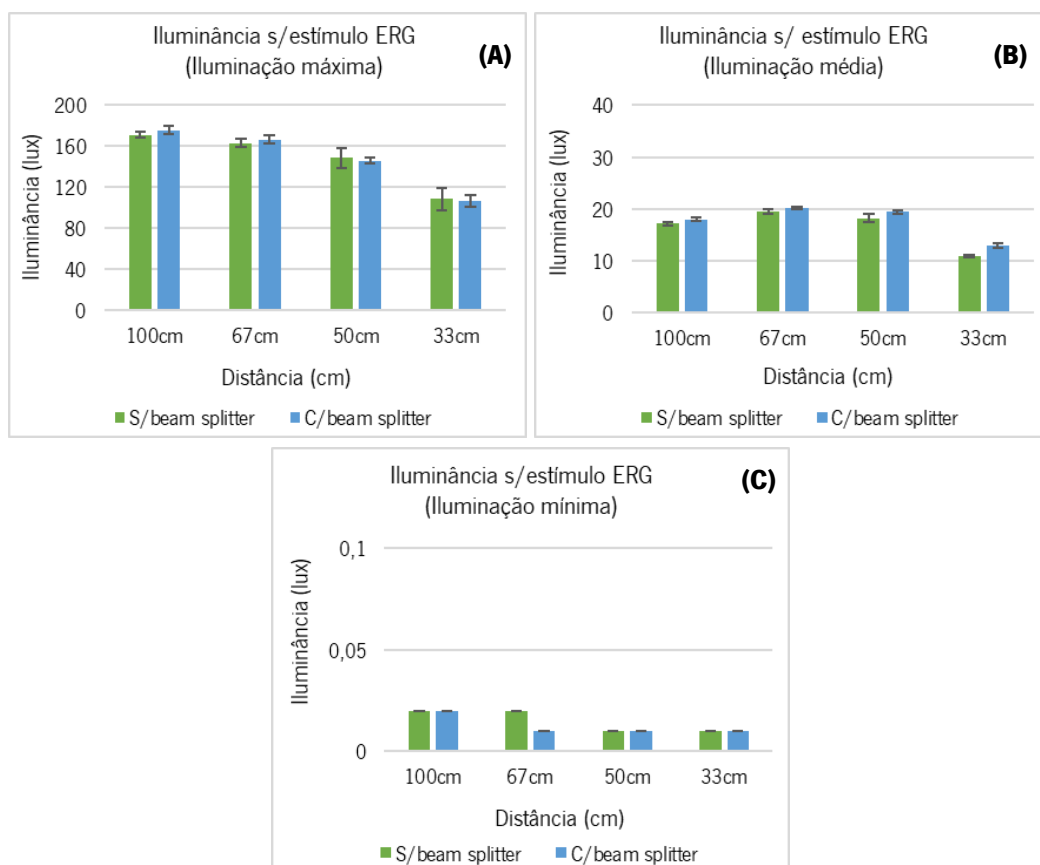 Iluminância s/estímulo ERG
(Iluminação máxima)
(A)
Iluminância (lux)
200
160
120
80
40
0
100cm
67cm
50cm
33cm
Distância (cm)
S/beam splitter
C/beam splitter
Iluminância s/ estímulo ERG
(Iluminação média)
(B)
Iluminância (lux)
40
30
20
10
0
100cm
67cm
50cm
33cm
Distância (cm)
S/beam splitter
C/beam splitter
Iluminância s/estímulo ERG
(Iluminação mínima)
(C)
Iluminância (lux)
0,1
0,05
0
100cm
67cm
50cm
33cm
Distância (cm)
S/beam splitter
C/beam splitter